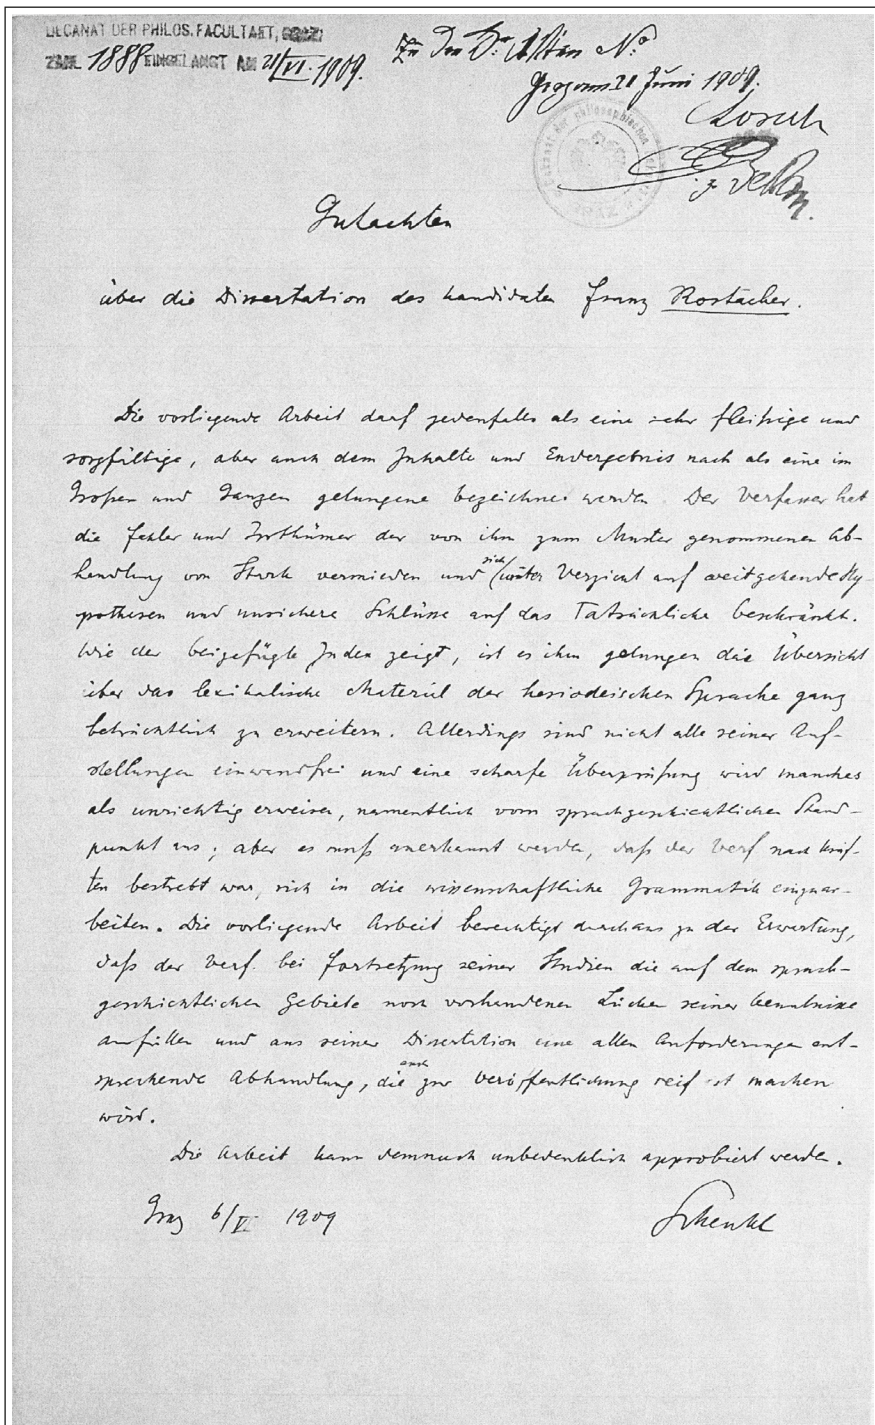 DECANAT DER PHILOS. FACULTAET, GRAZ
ZAHL 1888 EINGELANGT AM 21/VI. 1909.
Zu den Dr. Akten No
Graz am 21 Juni 1909.
Gutachten
über die Dissertation des Kandidaten Franz Rostacher.
Die vorliegende Arbeit darf jedenfalls als eine sehr fleißige und
sorgfältige, aber auch dem Inhalte und Endergebnis nach als eine im
Großen und Ganzen gelungene bezeichnet werden. Der Verfasser hat
die Fehler und Irrthümer der von ihm zum Muster genommenen Ab-
handlung von Stark vermieden und sich unter Verzicht auf weitgehende Hy-
pothesen und unsichere Schlüsse auf das Tatsächliche beschränkt.
Wie der beigefügte Index zeigt, ist es ihm gelungen die Übersicht
über das lexikalische Material der hesiodeischen Sprache ganz
beträchtlich zu erweitern. Allerdings sind nicht alle seiner Auf-
stellungen einwandfrei und eine scharfe Überprüfung wird manches
als unrichtig erweisen, namentlich vom sprachgeschichtlichen Stand-
punkt aus; aber es muß anerkannt werden, daß der Verf nach Kräf-
ten bestrebt war, sich in die wissenschaftliche Grammatik einzuar-
beiten. Die vorliegende Arbeit berechtigt durchaus zu der Erwartung,
daß der Verf. bei Fortsetzung seiner Studien die auf dem sprach-
geschichtlichen Gebiete noch vorhandenen Lücken seiner Kenntnisse
ausfüllen und aus seiner Dissertation eine allen Anforderungen ent-
sprechende Abhandlung, die auch zur Veröffentlichung reif ist machen
wird.
Die Arbeit kann demnach unbedenklich approbiert werden.
Graz 6/VI 1909
Schenkl